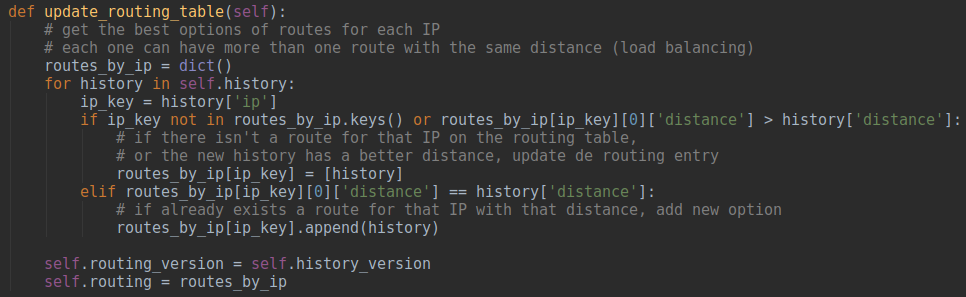 def update_routing_table(self):
    # get the best options of routes for each IP
    # each one can have more than one route with the same distance (load balancing)
    routes_by_ip = dict()
    for history in self.history:
        ip_key = history['ip']
        if ip_key not in routes_by_ip.keys() or routes_by_ip[ip_key][0]['distance'] > history['distance']:
            # if there isn't a route for that IP on the routing table,
            # or the new history has a better distance, update de routing entry
            routes_by_ip[ip_key] = [history]
        elif routes_by_ip[ip_key][0]['distance'] == history['distance']:
            # if already exists a route for that IP with that distance, add new option
            routes_by_ip[ip_key].append(history)

    self.routing_version = self.history_version
    self.routing = routes_by_ip